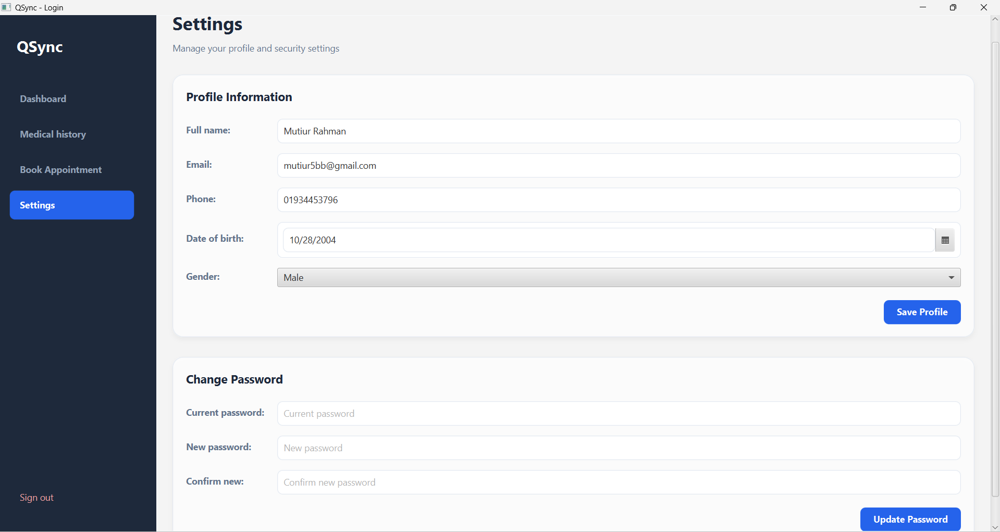 QSync - Login
QSync
Dashboard
Medical history
Book Appointment
Settings
Sign out
Settings
Manage your profile and security settings
Profile Information
Full name: Mutiur Rahman
Email: mutiur5bb@gmail.com
Phone: 01934453796
Date of birth: 10/28/2004
Gender: Male
Save Profile
Change Password
Current password: Current password
New password: New password
Confirm new: Confirm new password
Update Password